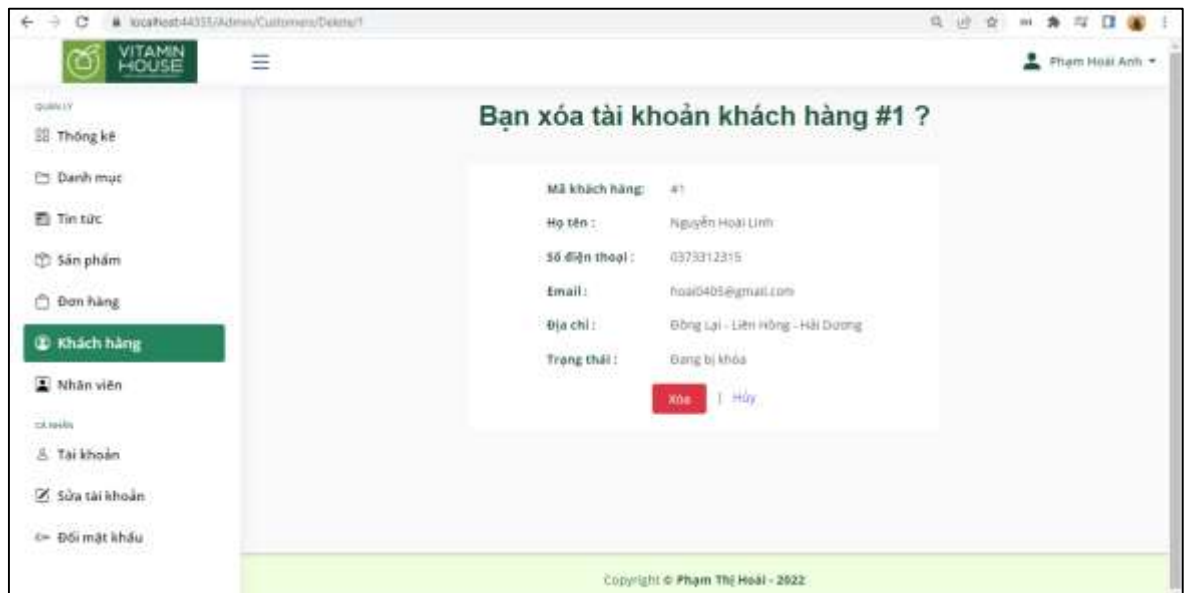 localhost:44355/Admin/Customers/Delete/1
VITAMIN
HOUSE
Phạm Hoài Anh
QUẢN LÝ
Thống kê
Danh mục
Tin tức
Sản phẩm
Đơn hàng
Khách hàng
Nhân viên
CÁ NHÂN
Tài khoản
Sửa tài khoản
Đổi mật khẩu
Bạn xóa tài khoản khách hàng #1 ?
Mã khách hàng: #1
Họ tên : Nguyễn Hoài Linh
Số điện thoại : 0373312315
Email : hoai0405@gmail.com
Địa chỉ : Đồng Lại - Liên Hồng - Hải Dương
Trạng thái : Đang bị khóa
Xóa | Hủy
Copyright © Phạm Thị Hoài - 2022